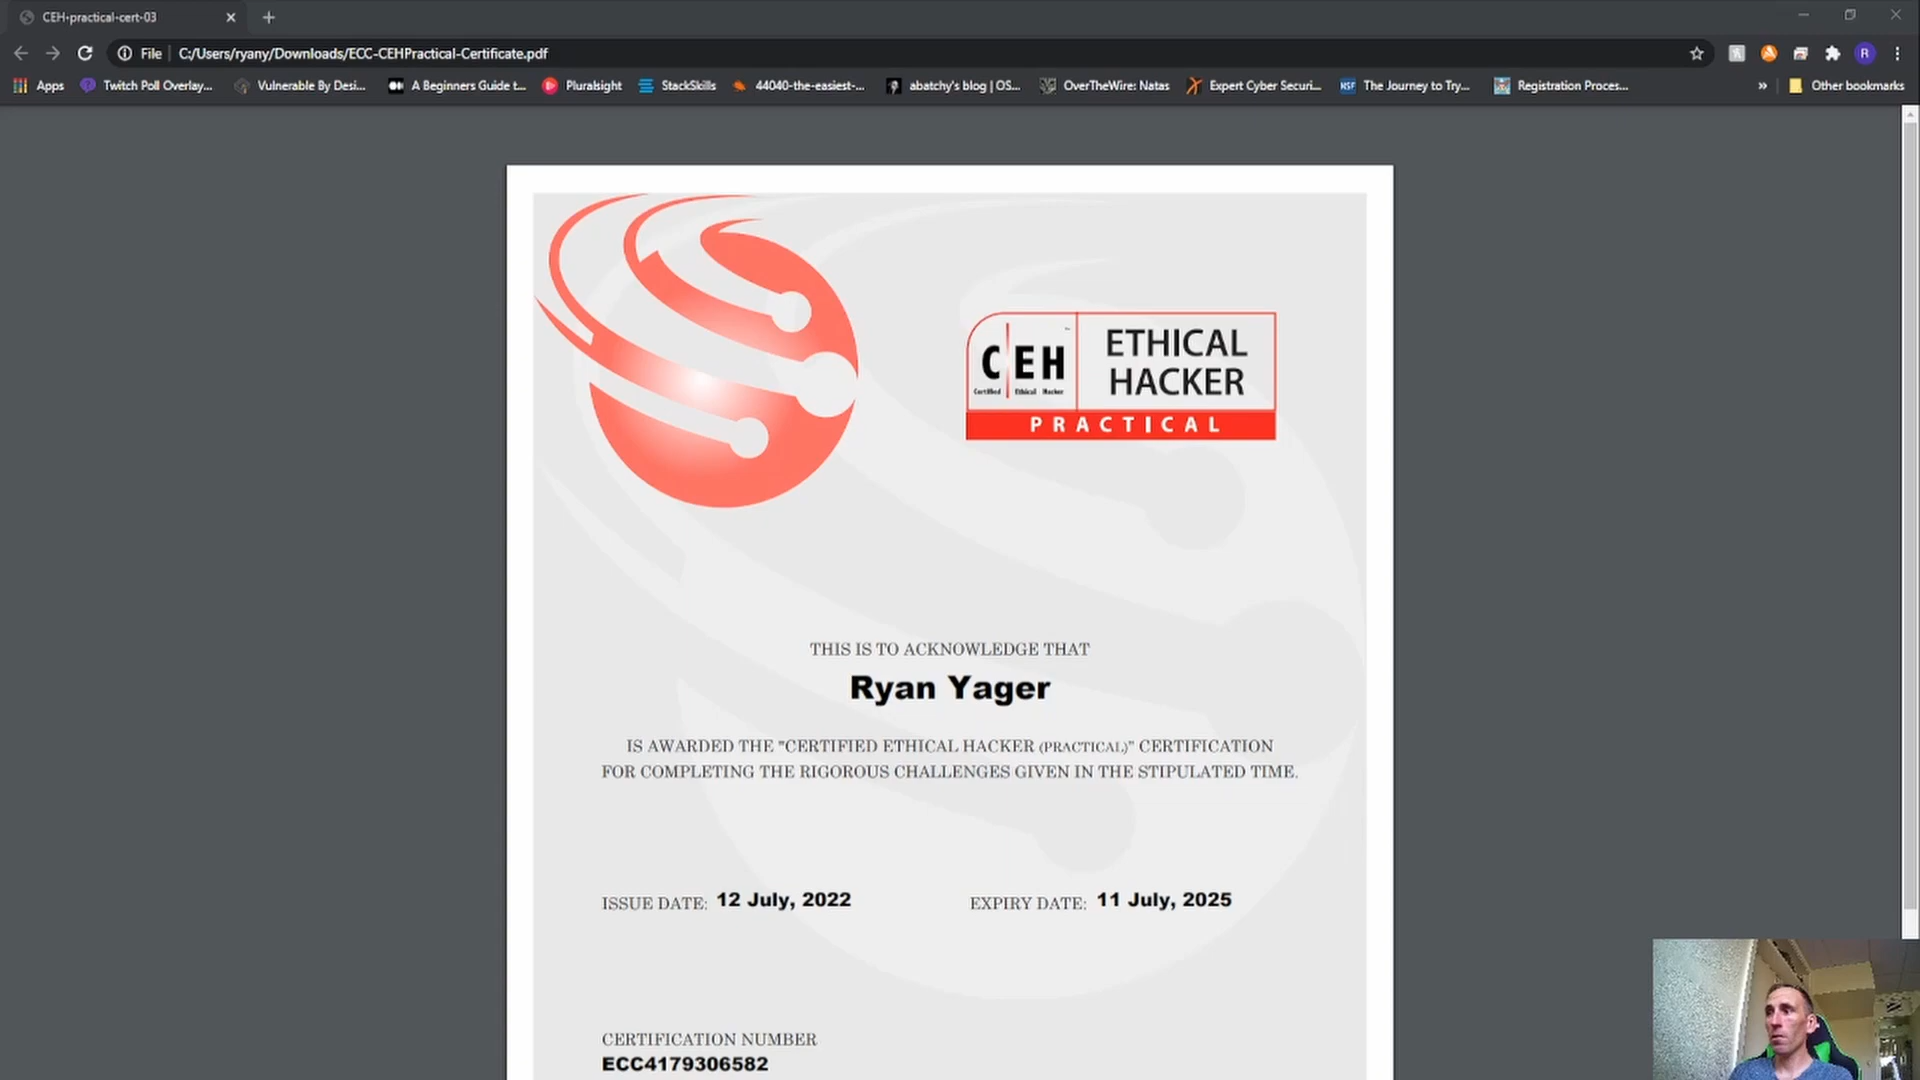 CEH-practical-cert-03
File
C:/Users/ryany/Downloads/ECC-CEHPractical-Certificate.pdf
R
Apps
Twitch Poll Overlay...
Vulnerable By Desi...
A Beginners Guide t...
Pluralsight
StackSkills
44040-the-easiest-...
abatchy's blog | OS...
OverTheWire: Natas
Expert Cyber Securi...
NSF
The Journey to Try...
Registration Proces...
»
Other bookmarks
C EH
Certified Ethical Hacker
ETHICAL
HACKER
PRACTICAL
THIS IS TO ACKNOWLEDGE THAT
Ryan Yager
IS AWARDED THE "CERTIFIED ETHICAL HACKER (PRACTICAL)" CERTIFICATION
FOR COMPLETING THE RIGOROUS CHALLENGES GIVEN IN THE STIPULATED TIME.
ISSUE DATE: 12 July, 2022
EXPIRY DATE: 11 July, 2025
CERTIFICATION NUMBER
ECC4179306582